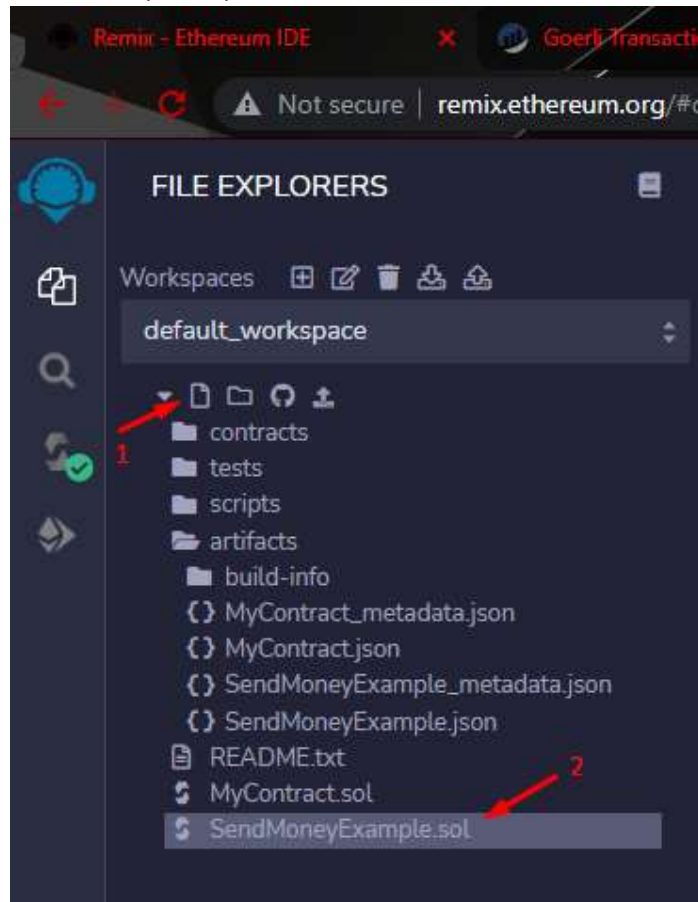 Remix - Ethereum IDE Goerli Transacti
Not secure | remix.ethereum.org/#
FILE EXPLORERS
Workspaces
default_workspace
1
contracts
tests
scripts
artifacts
build-info
{} MyContract_metadata.json
{} MyContract.json
{} SendMoneyExample_metadata.json
{} SendMoneyExample.json
README.txt
2
MyContract.sol
SendMoneyExample.sol